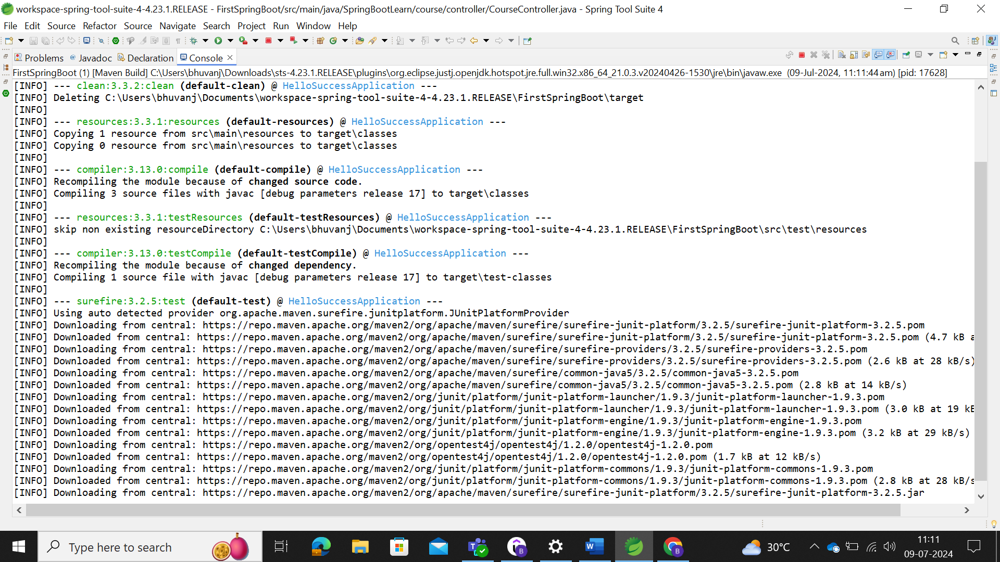 workspace-spring-tool-suite-4-4.23.1.RELEASE - FirstSpringBoot/src/main/java/SpringBootLearn/course/controller/CourseController.java - Spring Tool Suite 4
File Edit Source Refactor Source Navigate Search Project Run Window Help
Problems @ Javadoc Declaration Console
FirstSpringBoot (1) [Maven Build] C:\Users\bhuvanj\Downloads\sts-4.23.1.RELEASE\plugins\org.eclipse.justj.openjdk.hotspot.jre.full.win32.x86_64_21.0.3.v20240426-1530\jre\bin\javaw.exe (09-Jul-2024, 11:11:44 am) [pid: 17628]
[INFO] --- clean:3.3.2:clean (default-clean) @ HelloSuccessApplication ---
[INFO] Deleting C:\Users\bhuvanj\Documents\workspace-spring-tool-suite-4-4.23.1.RELEASE\FirstSpringBoot\target
[INFO]
[INFO] --- resources:3.3.1:resources (default-resources) @ HelloSuccessApplication ---
[INFO] Copying 1 resource from src\main\resources to target\classes
[INFO] Copying 0 resource from src\main\resources to target\classes
[INFO]
[INFO] --- compiler:3.13.0:compile (default-compile) @ HelloSuccessApplication ---
[INFO] Recompiling the module because of changed source code.
[INFO] Compiling 3 source files with javac [debug parameters release 17] to target\classes
[INFO]
[INFO] --- resources:3.3.1:testResources (default-testResources) @ HelloSuccessApplication ---
[INFO] skip non existing resourceDirectory C:\Users\bhuvanj\Documents\workspace-spring-tool-suite-4-4.23.1.RELEASE\FirstSpringBoot\src\test\resources
[INFO]
[INFO] --- compiler:3.13.0:testCompile (default-testCompile) @ HelloSuccessApplication ---
[INFO] Recompiling the module because of changed dependency.
[INFO] Compiling 1 source file with javac [debug parameters release 17] to target\test-classes
[INFO]
[INFO] --- surefire:3.2.5:test (default-test) @ HelloSuccessApplication ---
[INFO] Using auto detected provider org.apache.maven.surefire.junitplatform.JUnitPlatformProvider
[INFO] Downloading from central: https://repo.maven.apache.org/maven2/org/apache/maven/surefire/surefire-junit-platform/3.2.5/surefire-junit-platform-3.2.5.pom
[INFO] Downloaded from central: https://repo.maven.apache.org/maven2/org/apache/maven/surefire/surefire-junit-platform/3.2.5/surefire-junit-platform-3.2.5.pom (4.7 kB a
[INFO] Downloading from central: https://repo.maven.apache.org/maven2/org/apache/maven/surefire/surefire-providers/3.2.5/surefire-providers-3.2.5.pom
[INFO] Downloaded from central: https://repo.maven.apache.org/maven2/org/apache/maven/surefire/surefire-providers/3.2.5/surefire-providers-3.2.5.pom (2.6 kB at 28 kB/s)
[INFO] Downloading from central: https://repo.maven.apache.org/maven2/org/apache/maven/surefire/common-java5/3.2.5/common-java5-3.2.5.pom
[INFO] Downloaded from central: https://repo.maven.apache.org/maven2/org/apache/maven/surefire/common-java5/3.2.5/common-java5-3.2.5.pom (2.8 kB at 14 kB/s)
[INFO] Downloading from central: https://repo.maven.apache.org/maven2/org/junit/platform/junit-platform-launcher/1.9.3/junit-platform-launcher-1.9.3.pom
[INFO] Downloaded from central: https://repo.maven.apache.org/maven2/org/junit/platform/junit-platform-launcher/1.9.3/junit-platform-launcher-1.9.3.pom (3.0 kB at 19 kB
[INFO] Downloading from central: https://repo.maven.apache.org/maven2/org/junit/platform/junit-platform-engine/1.9.3/junit-platform-engine-1.9.3.pom
[INFO] Downloaded from central: https://repo.maven.apache.org/maven2/org/junit/platform/junit-platform-engine/1.9.3/junit-platform-engine-1.9.3.pom (3.2 kB at 29 kB/s)
[INFO] Downloading from central: https://repo.maven.apache.org/maven2/org/opentest4j/opentest4j/1.2.0/opentest4j-1.2.0.pom
[INFO] Downloaded from central: https://repo.maven.apache.org/maven2/org/opentest4j/opentest4j/1.2.0/opentest4j-1.2.0.pom (1.7 kB at 12 kB/s)
[INFO] Downloading from central: https://repo.maven.apache.org/maven2/org/junit/platform/junit-platform-commons/1.9.3/junit-platform-commons-1.9.3.pom
[INFO] Downloaded from central: https://repo.maven.apache.org/maven2/org/junit/platform/junit-platform-commons/1.9.3/junit-platform-commons-1.9.3.pom (2.8 kB at 28 kB/s
[INFO] Downloading from central: https://repo.maven.apache.org/maven2/org/apache/maven/surefire/surefire-junit-platform/3.2.5/surefire-junit-platform-3.2.5.jar
Type here to search
30°C
11:11
09-07-2024